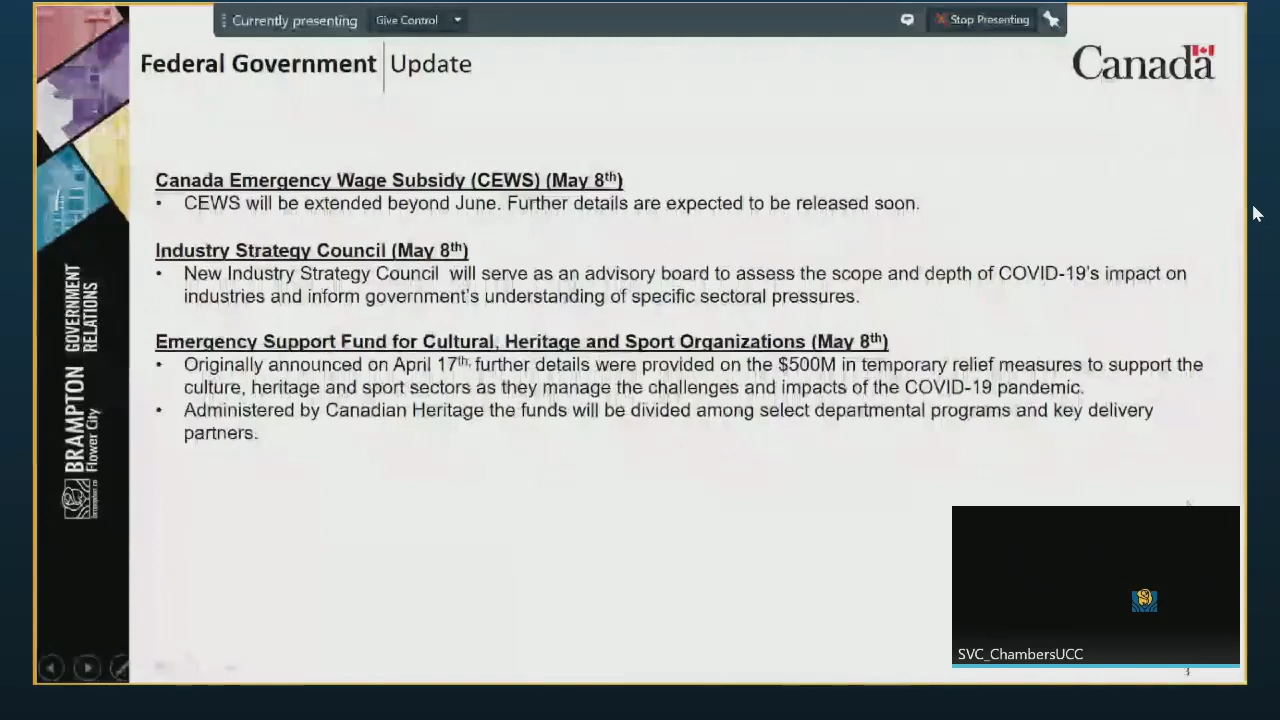 Currently presenting Give Control Stop Presenting
Federal Government Update
Canada
Canada Emergency Wage Subsidy (CEWS) (May 8th)
• CEWS will be extended beyond June. Further details are expected to be released soon.
Industry Strategy Council (May 8th)
• New Industry Strategy Council will serve as an advisory board to assess the scope and depth of COVID-19's impact on
industries and inform government's understanding of specific sectoral pressures.
Emergency Support Fund for Cultural, Heritage and Sport Organizations (May 8th)
• Originally announced on April 17th, further details were provided on the $500M in temporary relief measures to support the
culture, heritage and sport sectors as they manage the challenges and impacts of the COVID-19 pandemic.
• Administered by Canadian Heritage the funds will be divided among select departmental programs and key delivery
partners.
GOVERNMENT
RELATIONS
BRAMPTON
Flower City
SVC_ChambersUCC
3